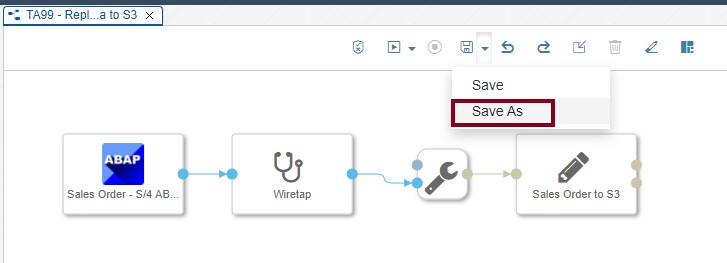 TA99 - Repl...a to S3
Save
Save As
ABAP
Sales Order - S/4 AB...
Wiretap
Sales Order to S3